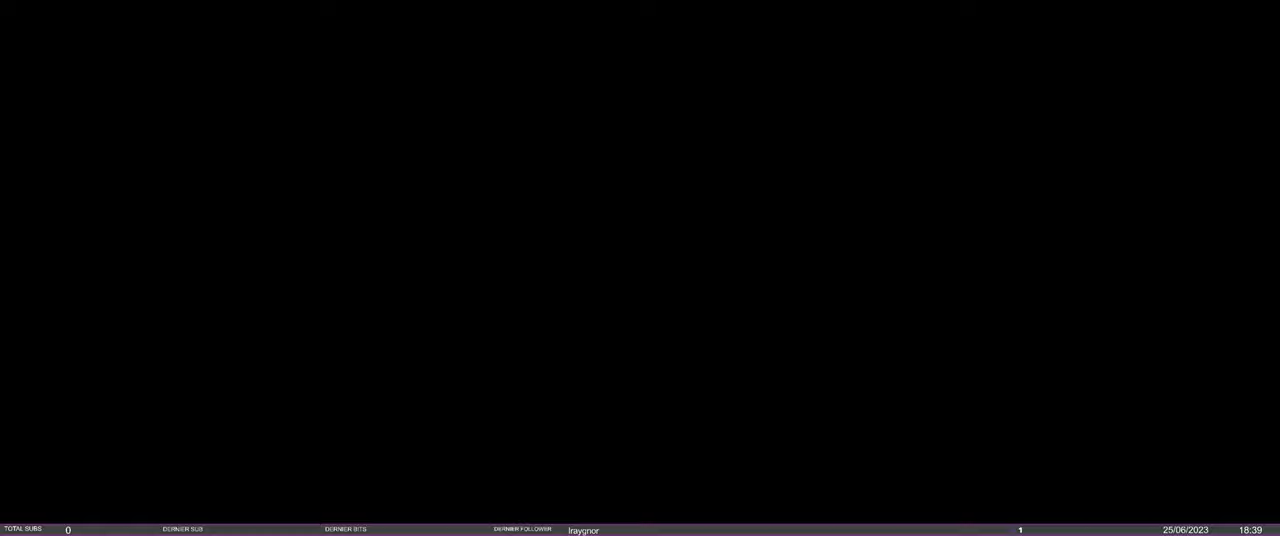 TOTAL SUBS 0 DERNIER SUB DERNIER BITS DERNIER FOLLOWER Iraygnor 1 25/06/2023 18:39